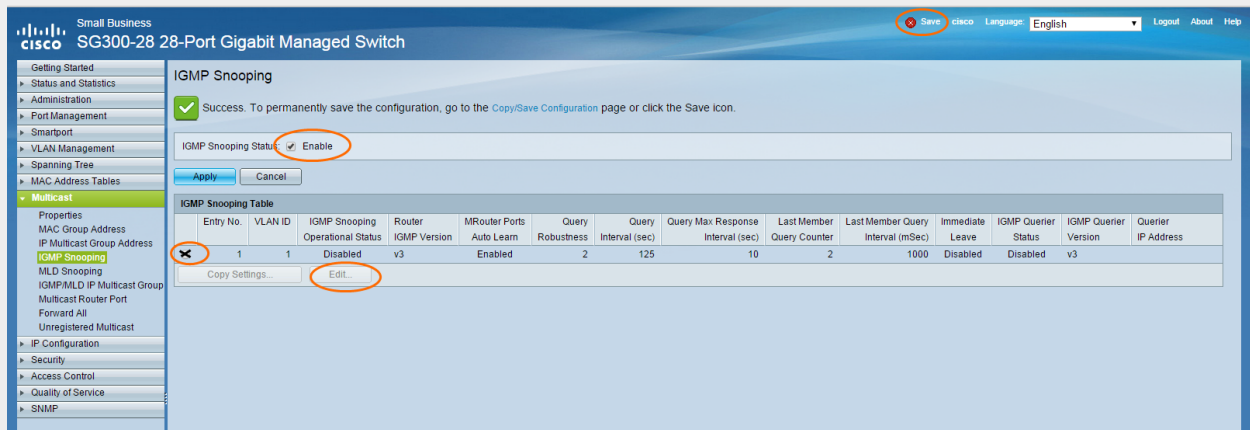 Small Business
CISCO SG300-28 28-Port Gigabit Managed Switch
Save cisco Language: English Logout About Help
Getting Started
Status and Statistics
Administration
Port Management
Smartport
VLAN Management
Spanning Tree
MAC Address Tables
Multicast
Properties
MAC Group Address
IP Multicast Group Address
IGMP Snooping
MLD Snooping
IGMP/MLD IP Multicast Group
Multicast Router Port
Forward All
Unregistered Multicast
IP Configuration
Security
Access Control
Quality of Service
SNMP
IGMP Snooping
Success. To permanently save the configuration, go to the Copy/Save Configuration page or click the Save icon.
IGMP Snooping Status: Enable
Apply Cancel
IGMP Snooping Table
Entry No. VLAN ID IGMP Snooping Router MRouter Ports Query Query Query Max Response Last Member Last Member Query Immediate IGMP Querier IGMP Querier Querier
Operational Status IGMP Version Auto Learn Robustness Interval (sec) Interval (sec) Query Counter Interval (mSec) Leave Status Version IP Address
1 1 Disabled v3 Enabled 2 125 10 2 1000 Disabled Disabled v3
Copy Settings... Edit...